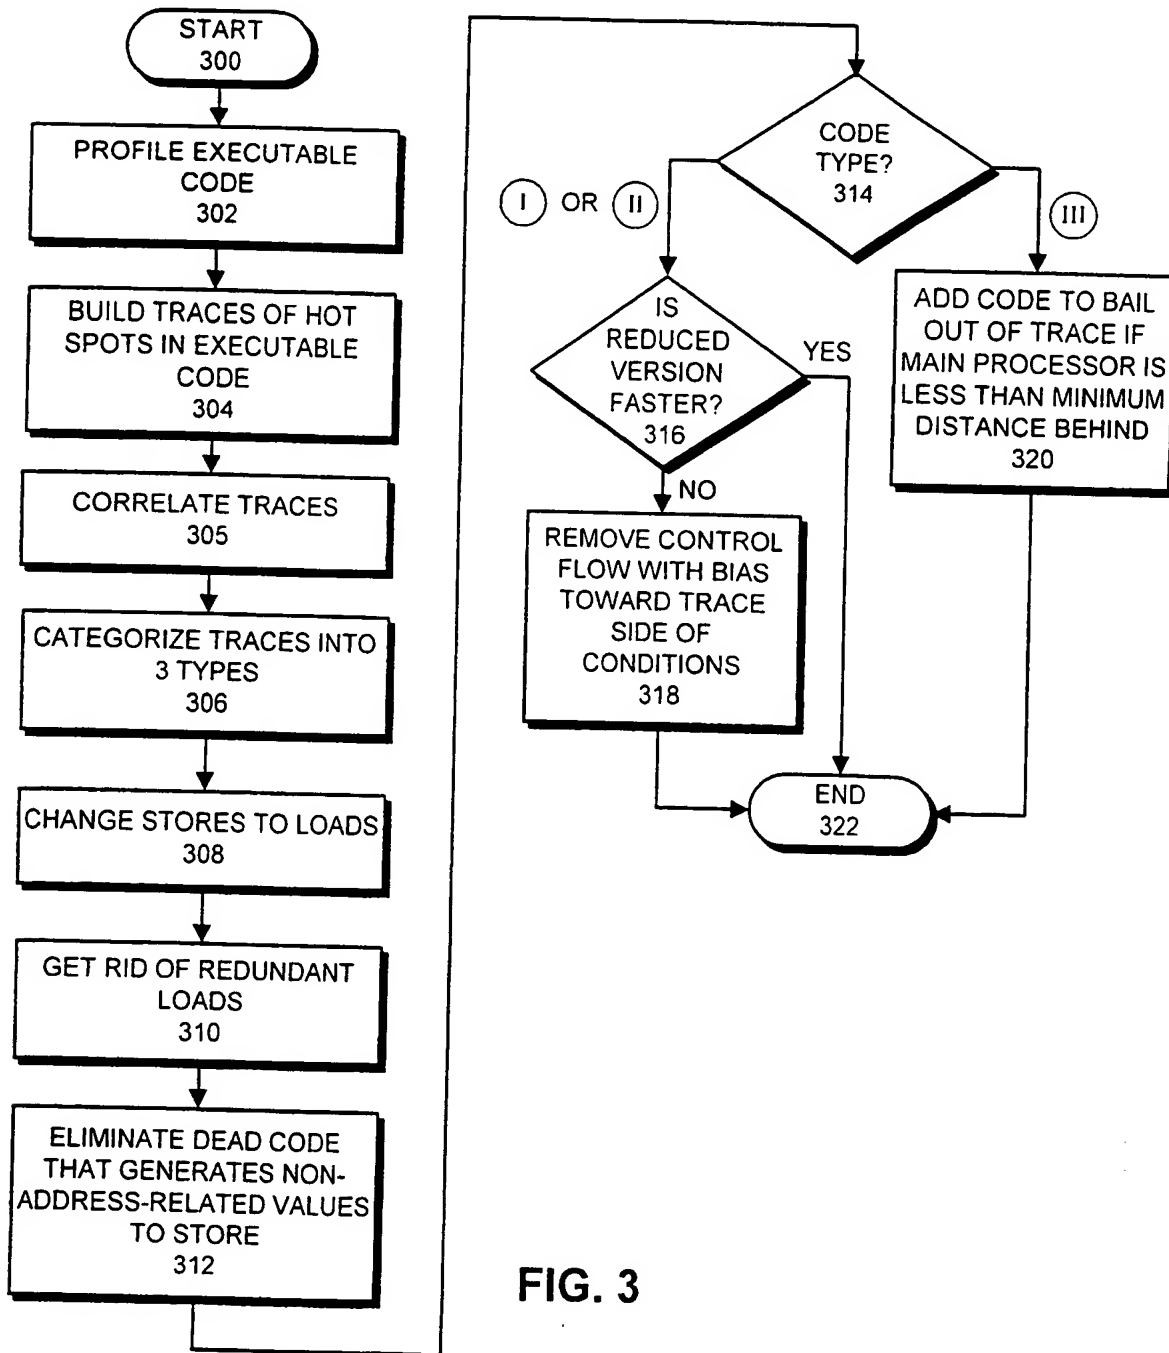 START
300
PROFILE EXECUTABLE
CODE
302
BUILD TRACES OF HOT
SPOTS IN EXECUTABLE
CODE
304
CORRELATE TRACES
305
CATEGORIZE TRACES INTO
3 TYPES
306
CHANGE STORES TO LOADS
308
GET RID OF REDUNDANT
LOADS
310
ELIMINATE DEAD CODE
THAT GENERATES NON-
ADDRESS-RELATED VALUES
TO STORE
312
CODE
TYPE?
314
I OR II
III
IS
REDUCED
VERSION
FASTER?
316
YES
NO
REMOVE CONTROL
FLOW WITH BIAS
TOWARD TRACE
SIDE OF
CONDITIONS
318
ADD CODE TO BAIL
OUT OF TRACE IF
MAIN PROCESSOR IS
LESS THAN MINIMUM
DISTANCE BEHIND
320
END
322
FIG. 3